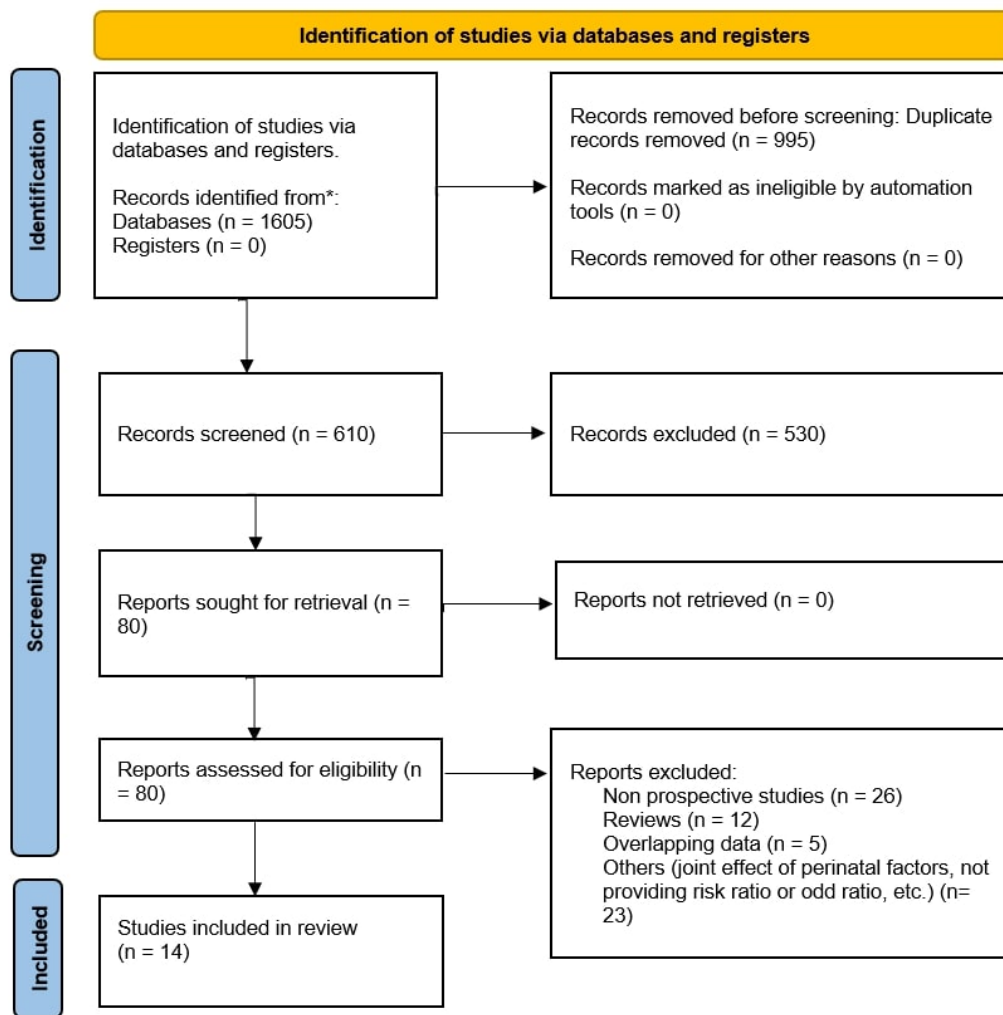 Identification of studies via databases and registers
Identification
Identification of studies via
databases and registers.
Records identified from*:
Databases (n = 1605)
Registers (n = 0)
Records removed before screening: Duplicate
records removed (n = 995)
Records marked as ineligible by automation
tools (n = 0)
Records removed for other reasons (n = 0)
Screening
Records screened (n = 610)
Records excluded (n = 530)
Reports sought for retrieval (n =
80)
Reports not retrieved (n = 0)
Reports assessed for eligibility (n
= 80)
Reports excluded:
Non prospective studies (n = 26)
Reviews (n = 12)
Overlapping data (n = 5)
Others (joint effect of perinatal factors, not
providing risk ratio or odd ratio, etc.) (n=
23)
Included
Studies included in review
(n = 14)